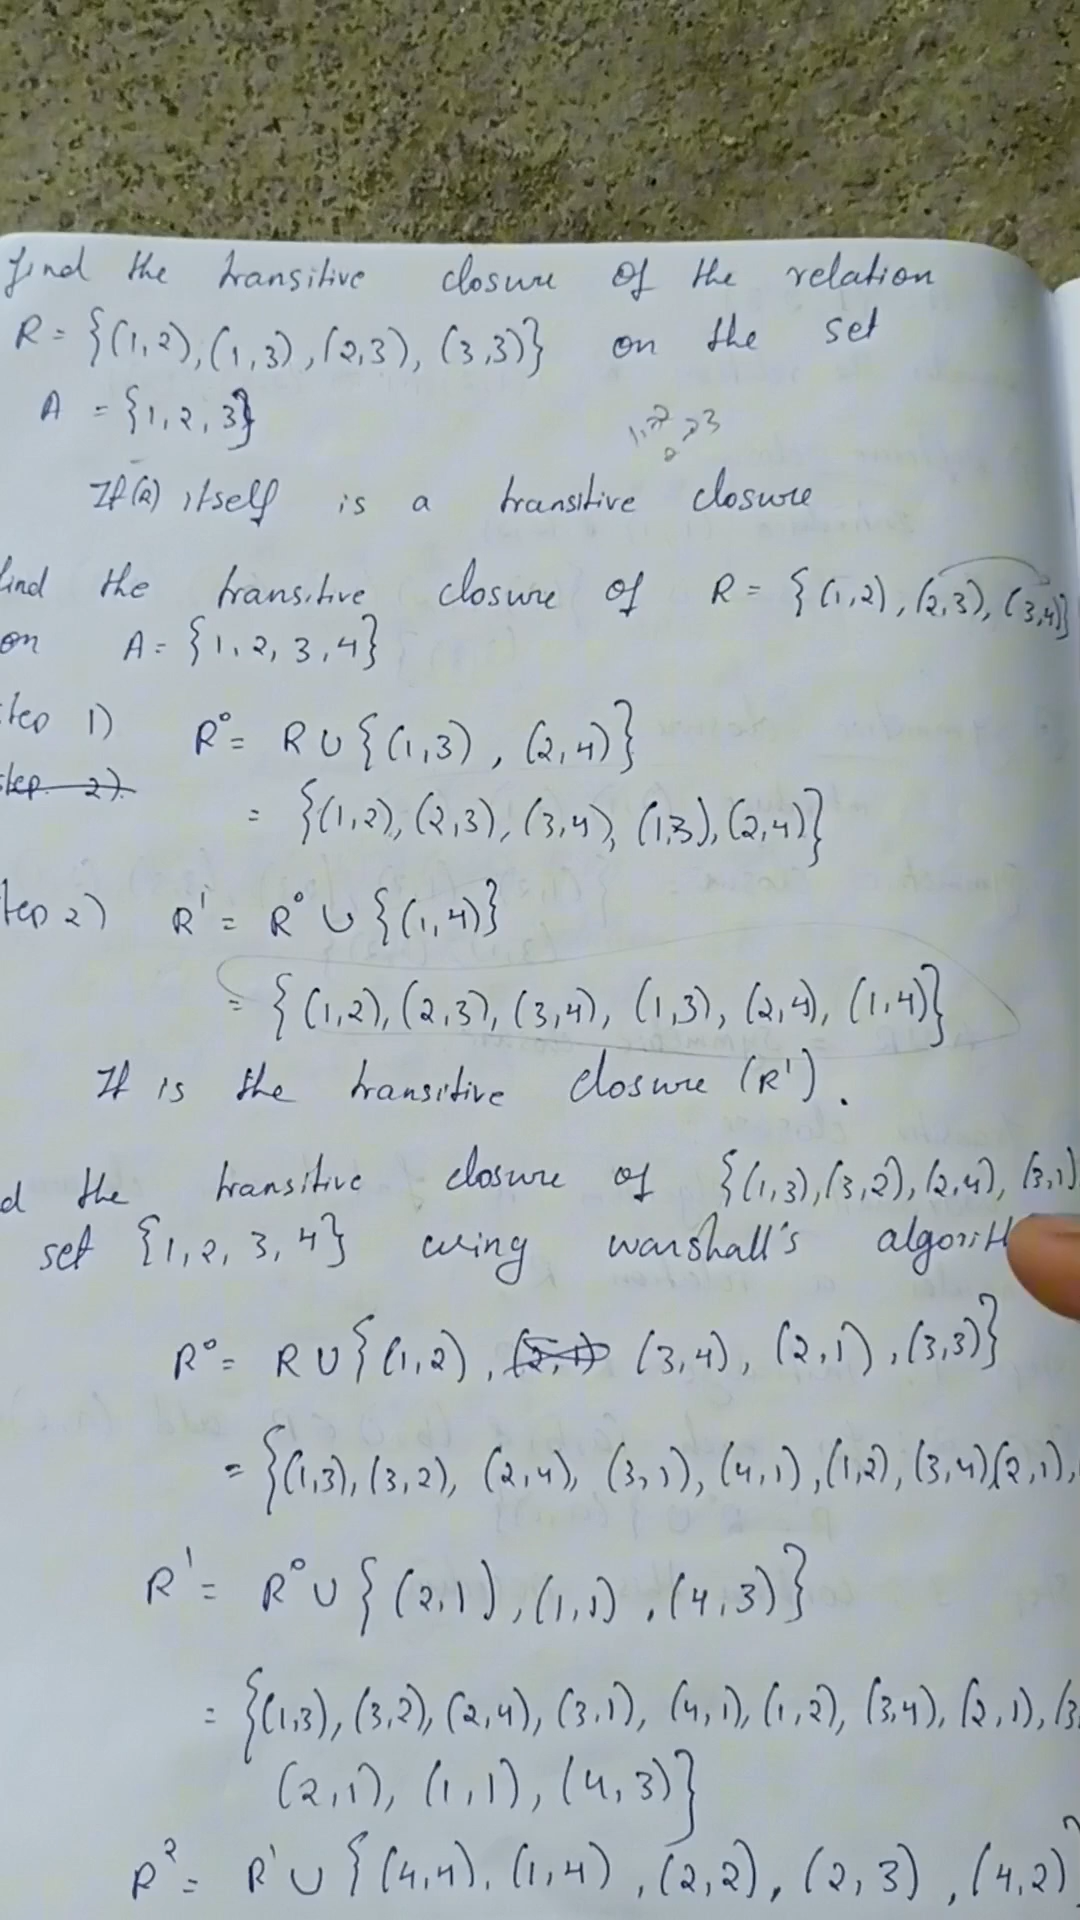 find the transitive closure of the relation
R = {(1,2), (1,3), (2,3), (3,3)} on the set
A = {1, 2, 3}
itself is a transitive closure
find the transitive closure of R = {(1,2), (2,3), (3,4)}
on A = {1, 2, 3, 4}
step 1) R⁰ = R ∪ {(1,3), (2,4)}
step 2)
= {(1,2), (2,3), (3,4), (1,3), (2,4)}
step 2) R¹ = R⁰ ∪ {(1,4)}
= {(1,2), (2,3), (3,4), (1,3), (2,4), (1,4)}
It is the transitive closure (R¹).
d the transitive closure of {(1,3), (3,2), (2,4), (3,1)
set {1, 2, 3, 4} using warshall's algorith
R⁰ = R ∪ {(1,2), (2,1) (3,4), (2,1), (3,3)}
= {(1,3), (3,2), (2,4), (3,1), (4,1), (1,2), (3,4) (2,1),
R¹ = R⁰ ∪ {(2,1), (1,1), (4,3)}
= {(1,3), (3,2), (2,4), (3,1), (4,1), (1,2), (3,4), (2,1), (3
(2,1), (1,1), (4,3)}
R² = R¹ ∪ {(4,4), (1,4), (2,2), (2,3), (4,2)}